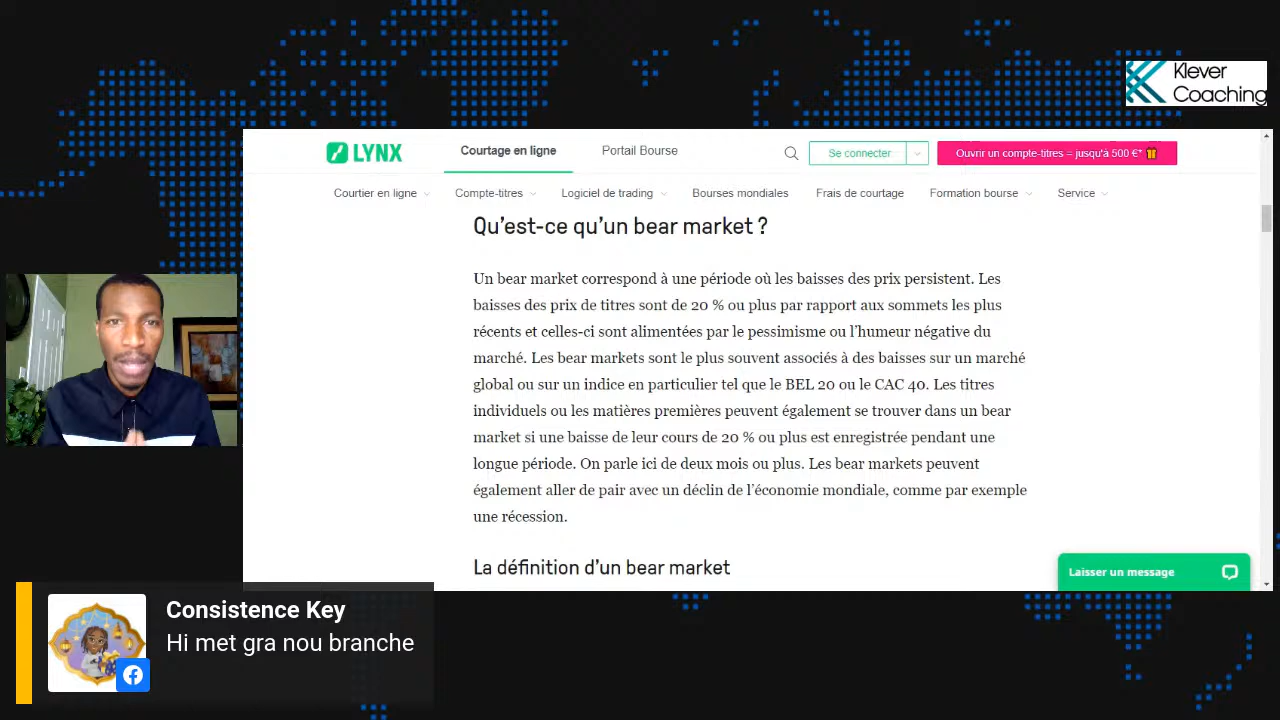 Klever
Coaching
LYNX
Courtage en ligne
Portail Bourse
Se connecter
Ouvrir un compte-titres = jusqu'à 500 €*
Courtier en ligne
Compte-titres
Logiciel de trading
Bourses mondiales
Frais de courtage
Formation bourse
Service
Qu’est-ce qu’un bear market ?
Un bear market correspond à une période où les baisses des prix persistent. Les
baisses des prix de titres sont de 20 % ou plus par rapport aux sommets les plus
récents et celles-ci sont alimentées par le pessimisme ou l’humeur négative du
marché. Les bear markets sont le plus souvent associés à des baisses sur un marché
global ou sur un indice en particulier tel que le BEL 20 ou le CAC 40. Les titres
individuels ou les matières premières peuvent également se trouver dans un bear
market si une baisse de leur cours de 20 % ou plus est enregistrée pendant une
longue période. On parle ici de deux mois ou plus. Les bear markets peuvent
également aller de pair avec un déclin de l’économie mondiale, comme par exemple
une récession.
La définition d’un bear market
Laisser un message
Consistence Key
Hi met gra nou branche